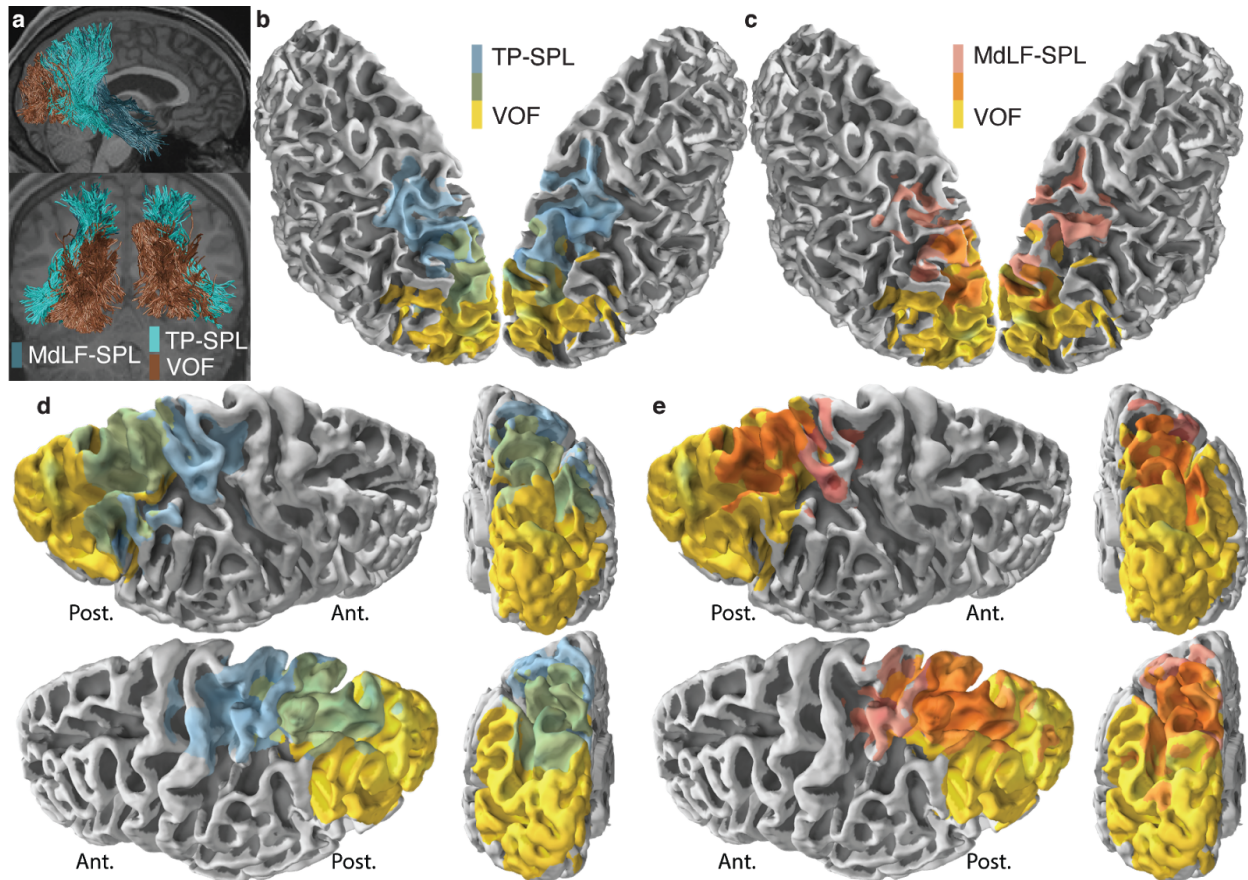 a
b
c
TP-SPL
VOF
MdLF-SPL
VOF
MdLF-SPL
TP-SPL
VOF
d
e
Post.
Ant.
Post.
Ant.
Ant.
Post.
Ant.
Post.